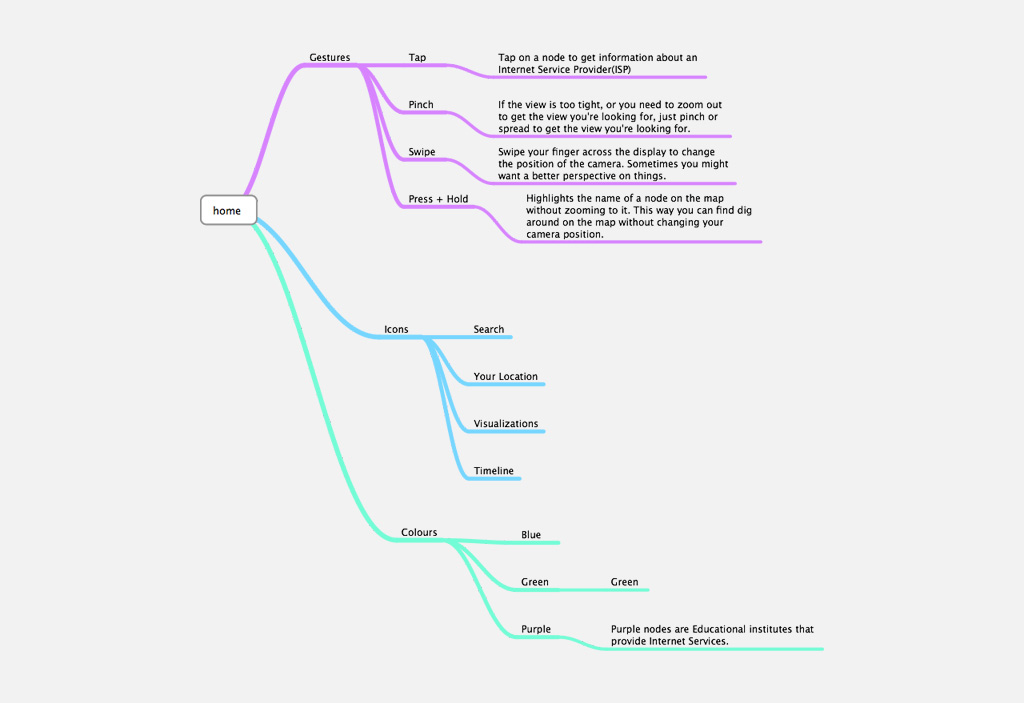 home
Gestures
Tap
Tap on a node to get information about an
Internet Service Provider(ISP)
Pinch
If the view is too tight, or you need to zoom out
to get the view you're looking for, just pinch or
spread to get the view you're looking for.
Swipe
Swipe your finger across the display to change
the position of the camera. Sometimes you might
want a better perspective on things.
Press + Hold
Highlights the name of a node on the map
without zooming to it. This way you can find dig
around on the map without changing your
camera position.
Icons
Search
Your Location
Visualizations
Timeline
Colours
Blue
Green
Green
Purple
Purple nodes are Educational institutes that
provide Internet Services.